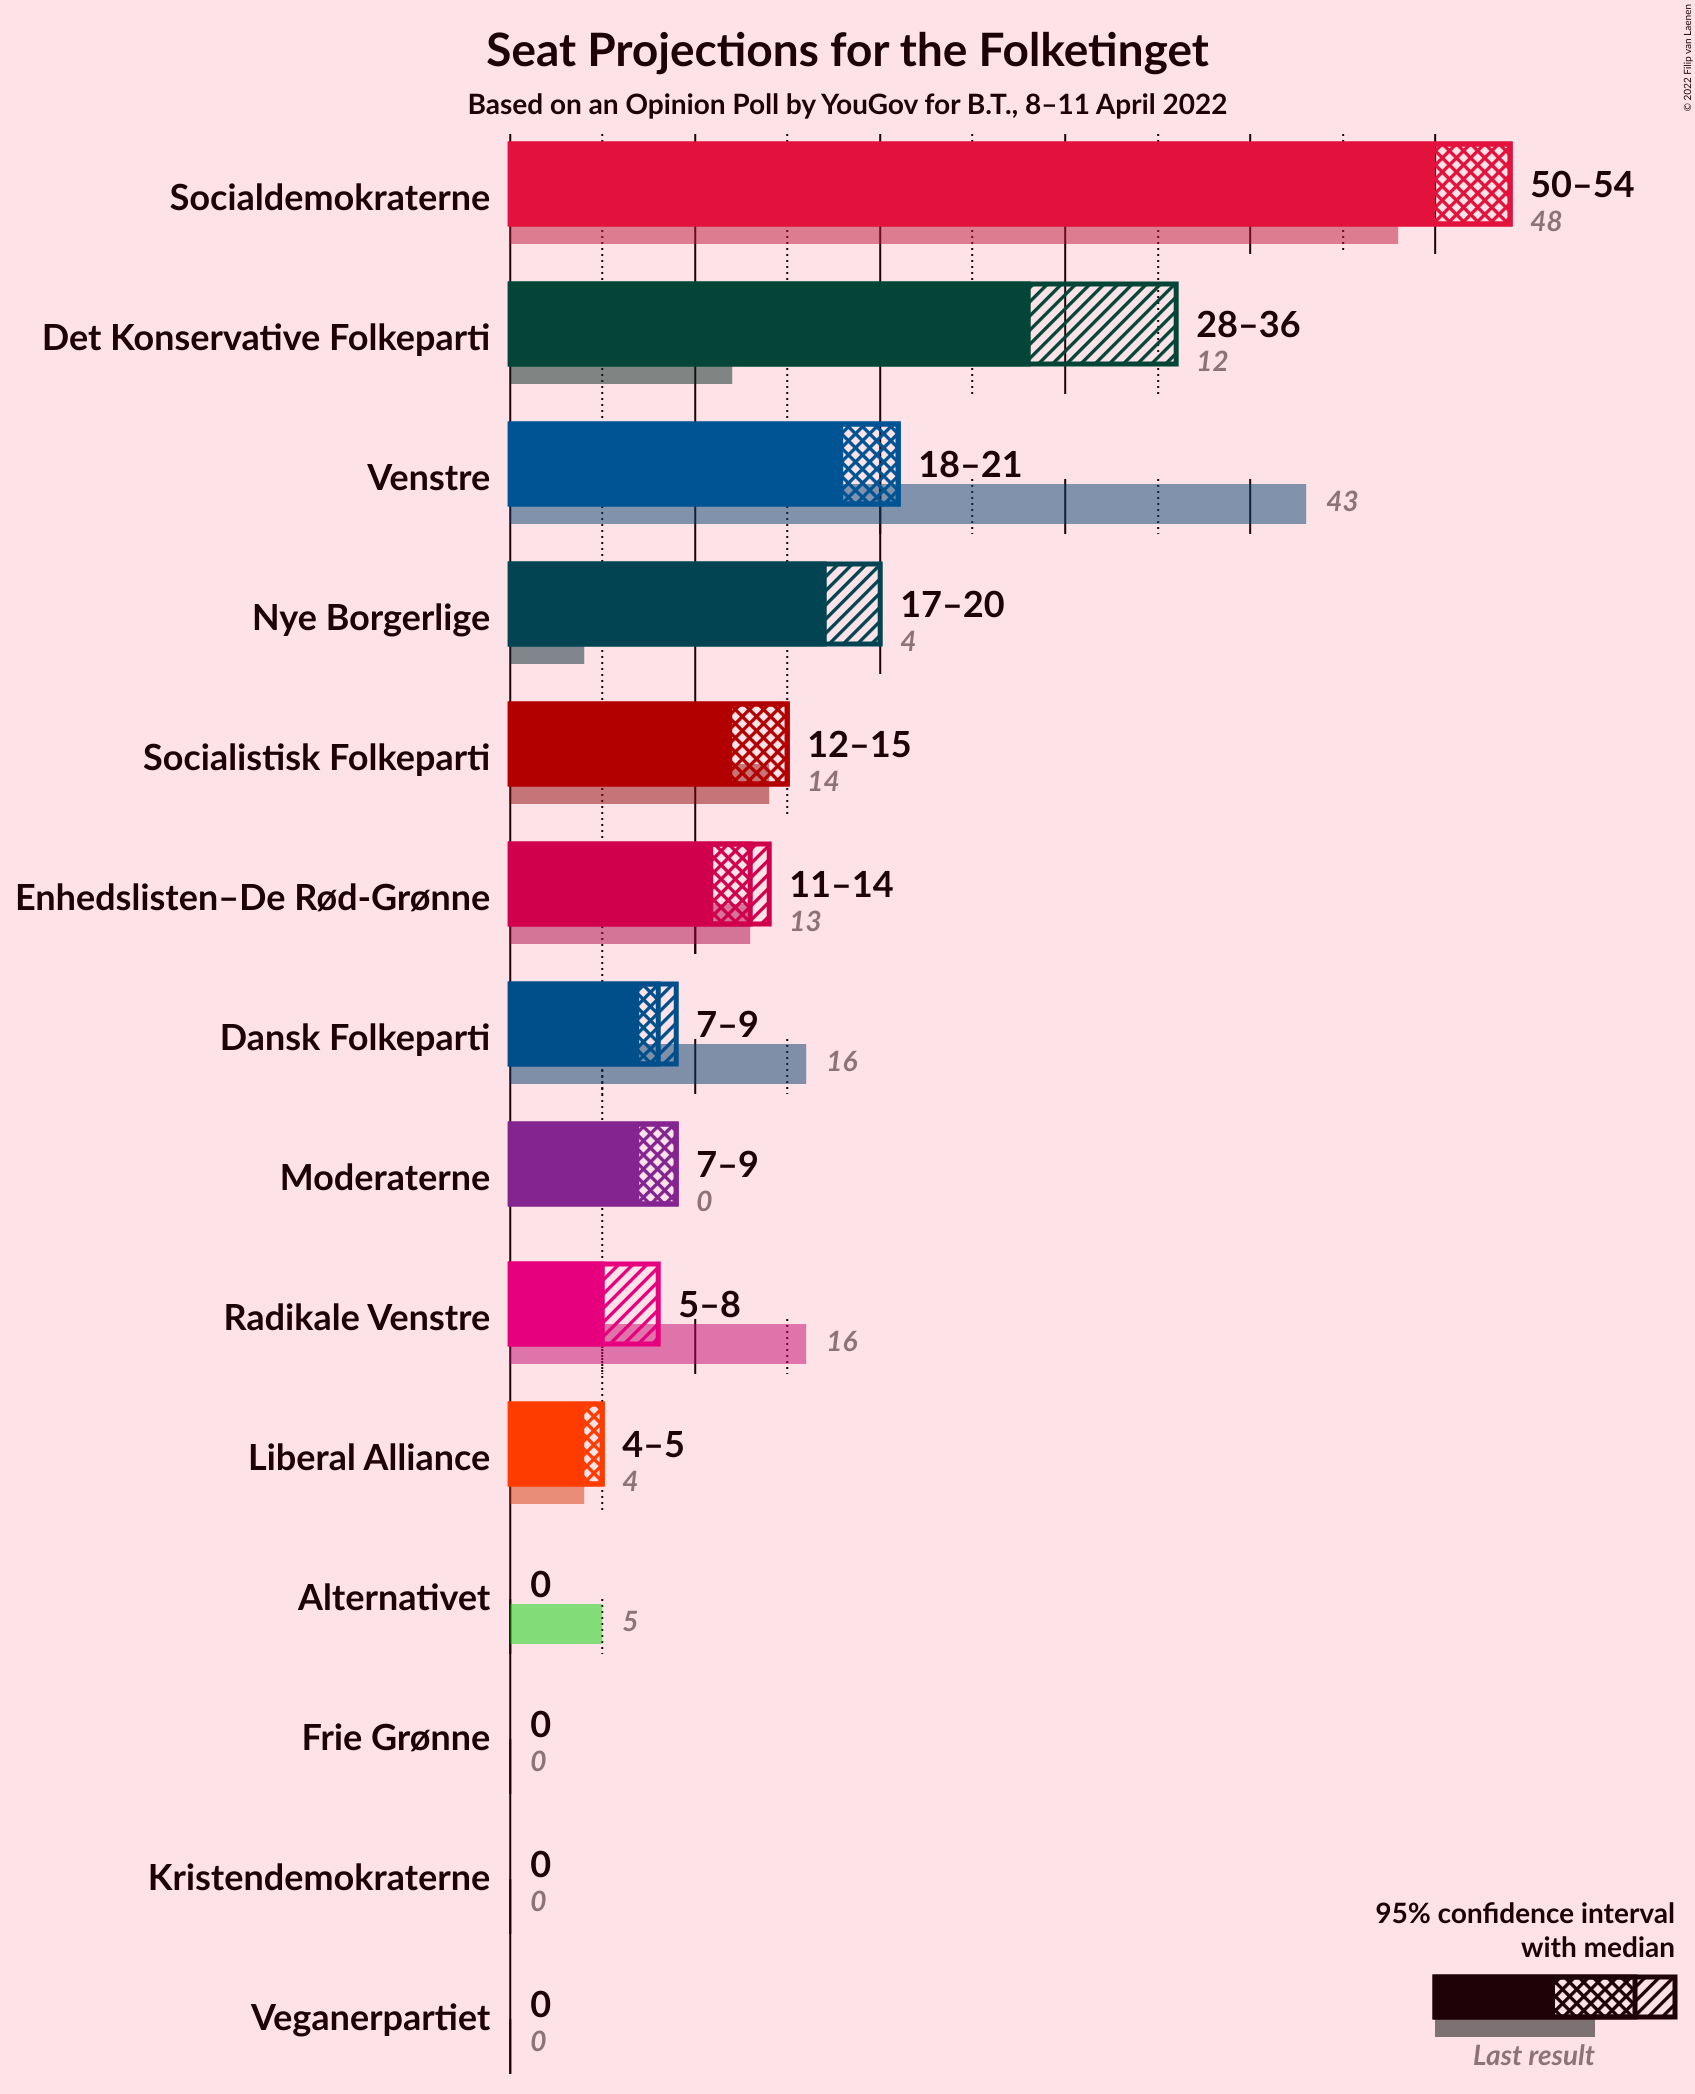 Seat Projections for the Folketinget
Based on an Opinion Poll by YouGov for B.T., 8–11 April 2022
© 2022 Filip van Laenen
Socialdemokraterne
50–54
48
Det Konservative Folkeparti
28–36
12
Venstre
18–21
43
Nye Borgerlige
17–20
4
Socialistisk Folkeparti
12–15
14
Enhedslisten–De Rød-Grønne
11–14
13
Dansk Folkeparti
7–9
16
Moderaterne
7–9
0
Radikale Venstre
5–8
16
Liberal Alliance
4–5
4
Alternativet
0
5
Frie Grønne
0
0
Kristendemokraterne
0
0
Veganerpartiet
0
0
95% confidence interval
with median
Last result